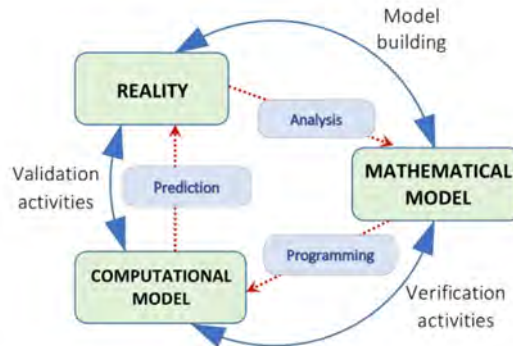 Model
building
REALITY
Analysis
Validation
activities
Prediction
MATHEMATICAL
MODEL
Programming
COMPUTATIONAL
MODEL
Verification
activities